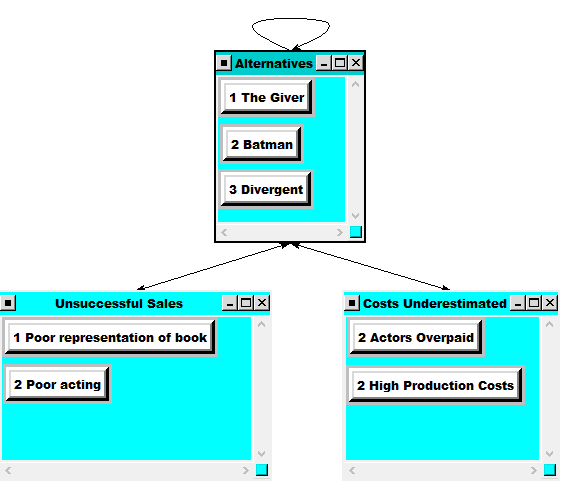 Alternatives
1 The Giver
2 Batman
3 Divergent
Unsuccessful Sales
1 Poor representation of book
2 Poor acting
Costs Underestimated
2 Actors Overpaid
2 High Production Costs